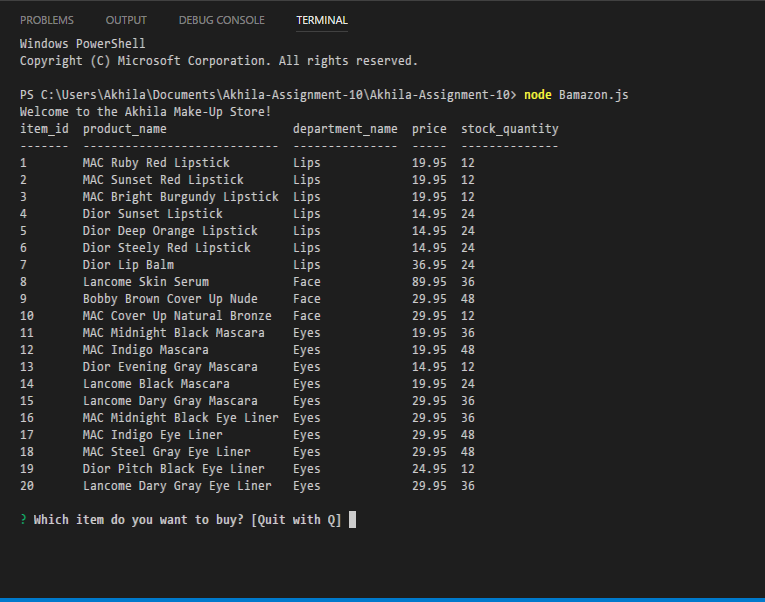 PROBLEMS OUTPUT DEBUG CONSOLE TERMINAL
Windows PowerShell
Copyright (C) Microsoft Corporation. All rights reserved.
PS C:\Users\Akhila\Documents\Akhila-Assignment-10\Akhila-Assignment-10> node Bamazon.js
Welcome to the Akhila Make-Up Store!
item_id  product_name                  department_name  price  stock_quantity
-------  ----------------------------  ---------------  -----  --------------
1        MAC Ruby Red Lipstick         Lips             19.95  12
2        MAC Sunset Red Lipstick       Lips             19.95  12
3        MAC Bright Burgundy Lipstick  Lips             19.95  12
4        Dior Sunset Lipstick          Lips             14.95  24
5        Dior Deep Orange Lipstick     Lips             14.95  24
6        Dior Steely Red Lipstick      Lips             14.95  24
7        Dior Lip Balm                 Lips             36.95  24
8        Lancome Skin Serum            Face             89.95  36
9        Bobby Brown Cover Up Nude     Face             29.95  48
10       MAC Cover Up Natural Bronze   Face             29.95  12
11       MAC Midnight Black Mascara    Eyes             19.95  36
12       MAC Indigo Mascara            Eyes             19.95  48
13       Dior Evening Gray Mascara     Eyes             14.95  12
14       Lancome Black Mascara         Eyes             19.95  24
15       Lancome Dary Gray Mascara     Eyes             29.95  36
16       MAC Midnight Black Eye Liner  Eyes             29.95  36
17       MAC Indigo Eye Liner          Eyes             29.95  48
18       MAC Steel Gray Eye Liner      Eyes             29.95  48
19       Dior Pitch Black Eye Liner    Eyes             24.95  12
20       Lancome Dary Gray Eye Liner   Eyes             29.95  36
? Which item do you want to buy? [Quit with Q]